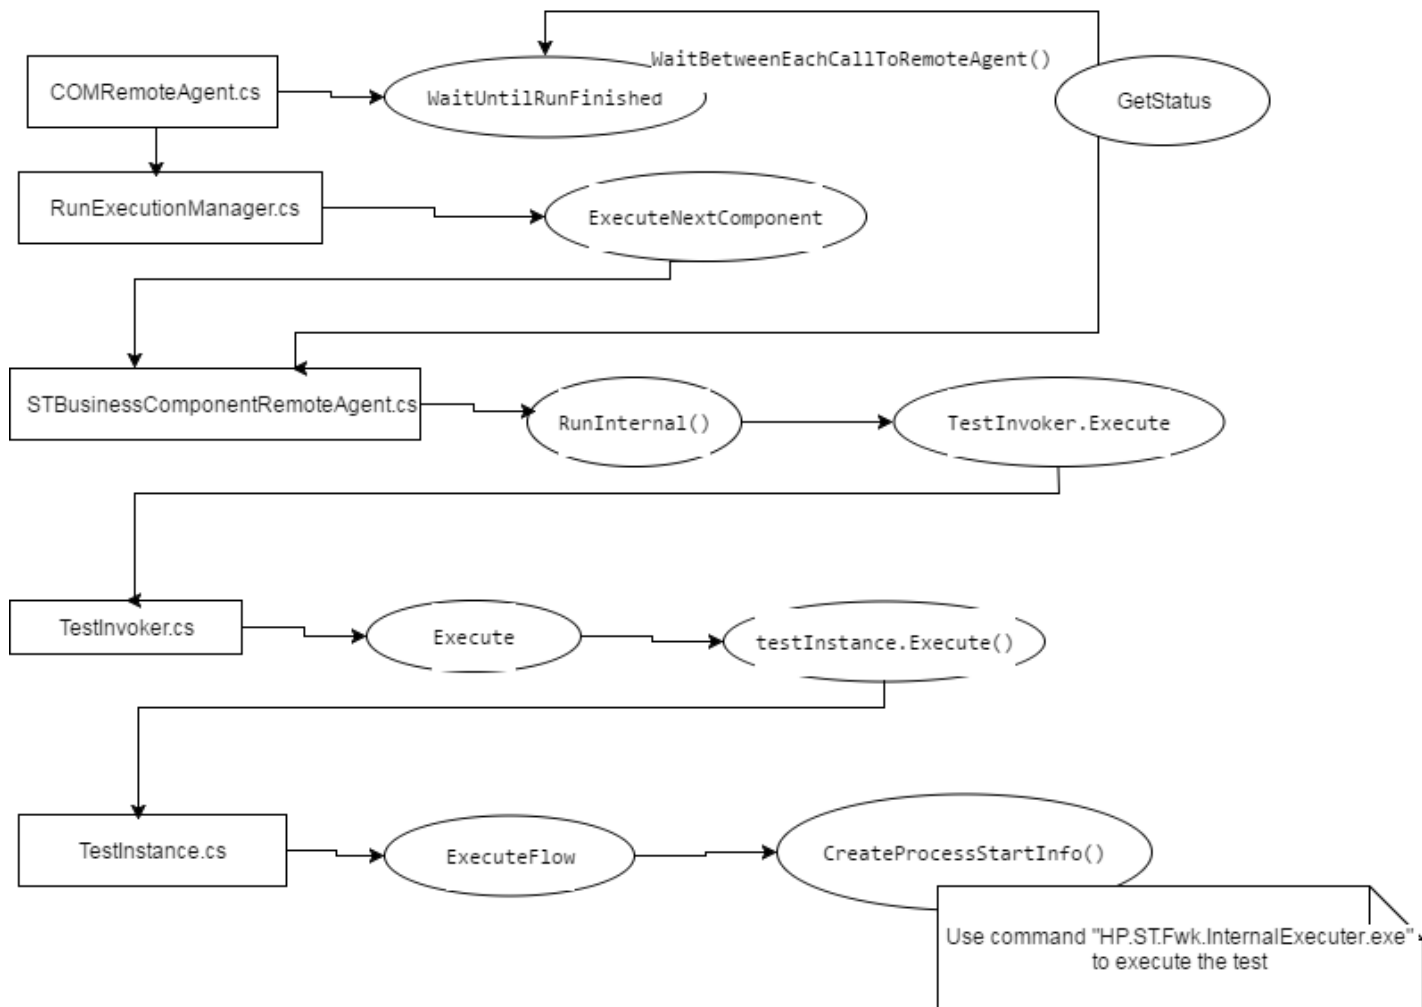 WaitBetweenEachCallToRemoteAgent()
COMRemoteAgent.cs
WaitUntilRunFinished
GetStatus
RunExecutionManager.cs
ExecuteNextComponent
STBusinessComponentRemoteAgent.cs
RunInternal()
TestInvoker.Execute
TestInvoker.cs
Execute
testInstance.Execute()
TestInstance.cs
ExecuteFlow
CreateProcessStartInfo()
Use command "HP.ST.Fwk.InternalExecuter.exe"
to execute the test